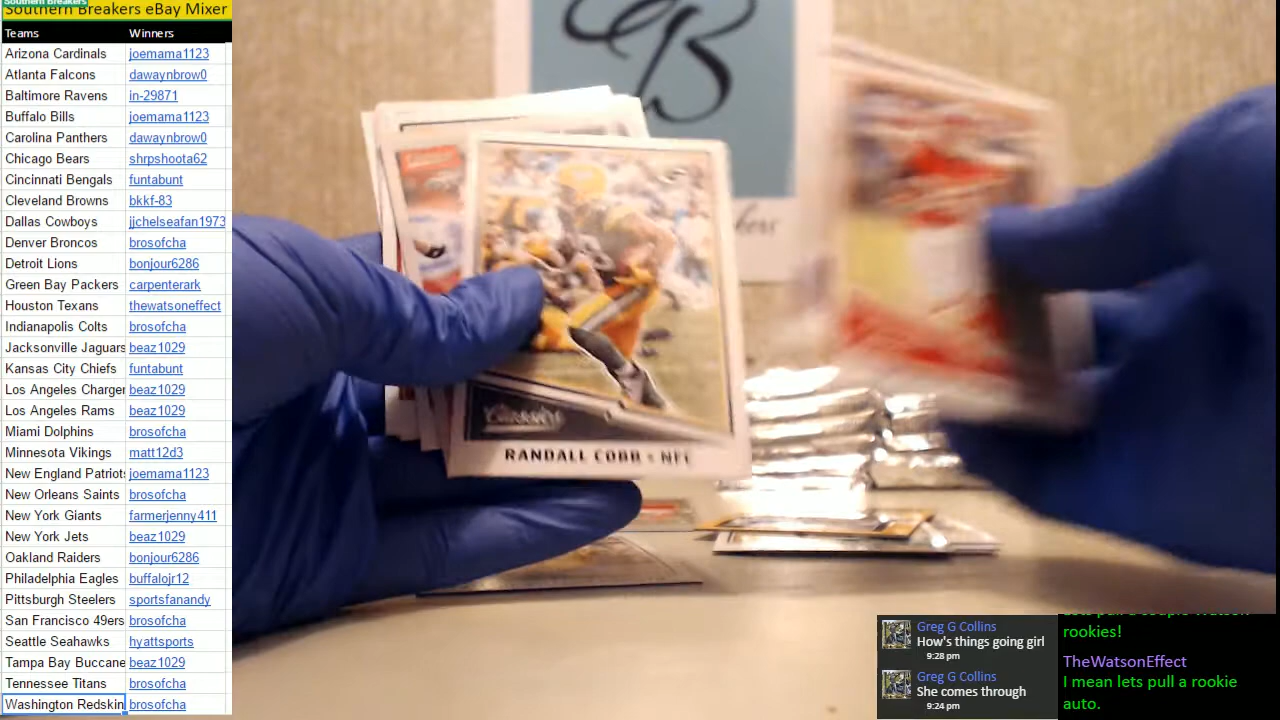 Southern Breakers
Southern Breakers eBay Mixer
Teams Winners
Arizona Cardinals joemama1123
Atlanta Falcons dawaynbrow0
Baltimore Ravens in-29871
Buffalo Bills joemama1123
Carolina Panthers dawaynbrow0
Chicago Bears shrpshoota62
Cincinnati Bengals funtabunt
Cleveland Browns bkkf-83
Dallas Cowboys jjchelseafan1973
Denver Broncos brosofcha
Detroit Lions bonjour6286
Green Bay Packers carpenterark
Houston Texans thewatsoneffect
Indianapolis Colts brosofcha
Jacksonville Jaguars beaz1029
Kansas City Chiefs funtabunt
Los Angeles Charger beaz1029
Los Angeles Rams beaz1029
Miami Dolphins brosofcha
Minnesota Vikings matt12d3
New England Patriots joemama1123
New Orleans Saints brosofcha
New York Giants farmerjenny411
New York Jets beaz1029
Oakland Raiders bonjour6286
Philadelphia Eagles buffalojr12
Pittsburgh Steelers sportsfanandy
San Francisco 49ers brosofcha
Seattle Seahawks hyattsports
Tampa Bay Buccane beaz1029
Tennessee Titans brosofcha
Washington Redskin brosofcha
Classics
RANDALL COBB • NFL
Greg G Collins
How's things going girl
9:28 pm
Greg G Collins
She comes through
9:24 pm
rookies!
TheWatsonEffect
I mean lets pull a rookie
auto.